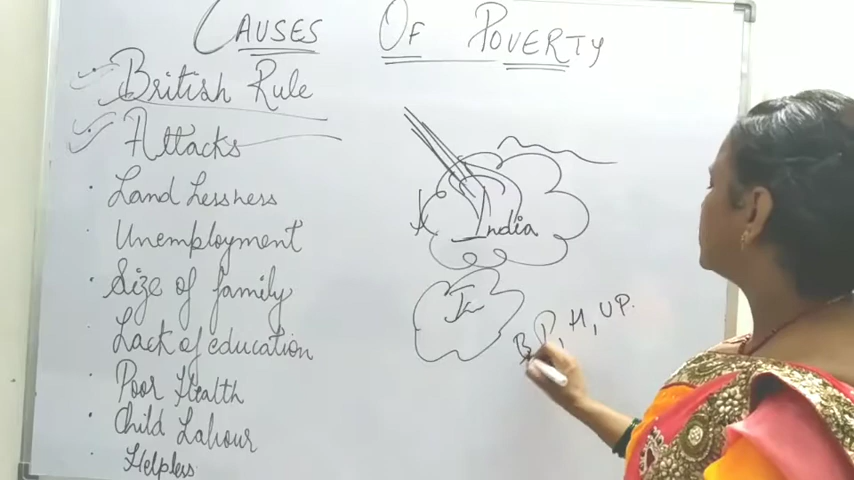 CAUSES OF POVERTY
British Rule
Attacks
Land Lessness
Unemployment
Size of family
Lack of education
Poor Health
Child Labour
Helpless
India
B P, H, UP.